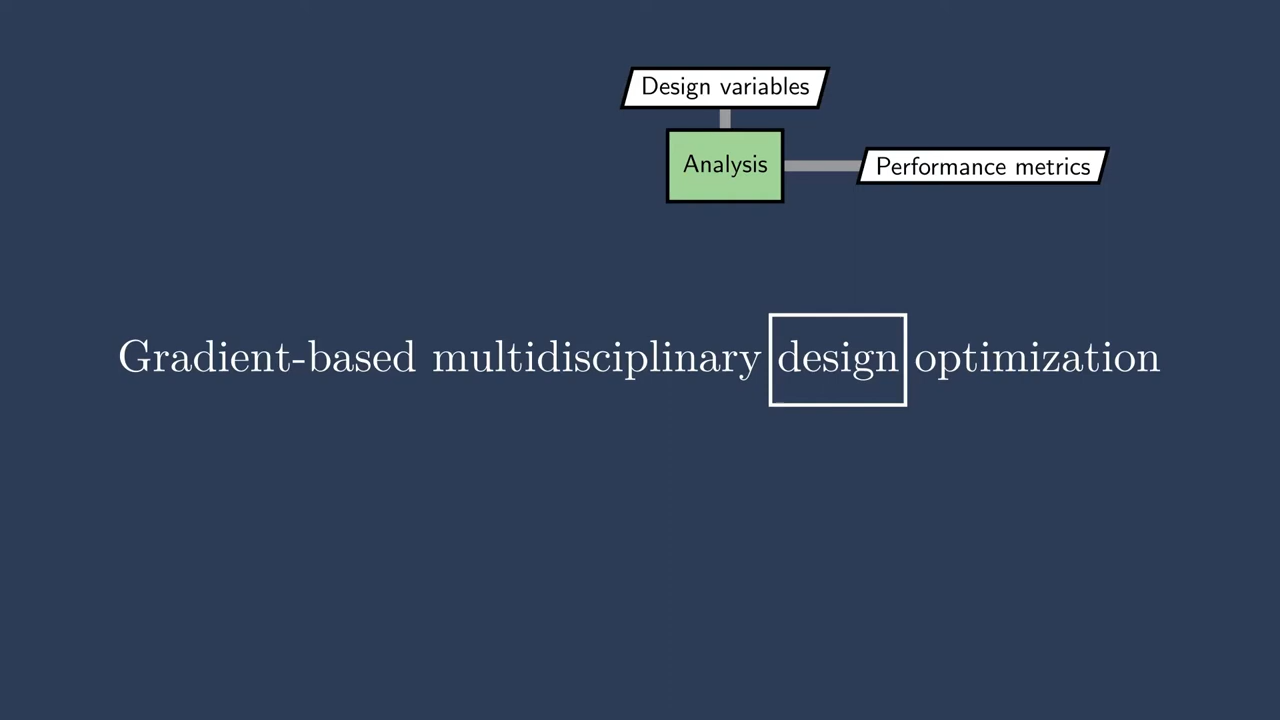 Design variables
Analysis
Performance metrics
Gradient-based multidisciplinary design optimization